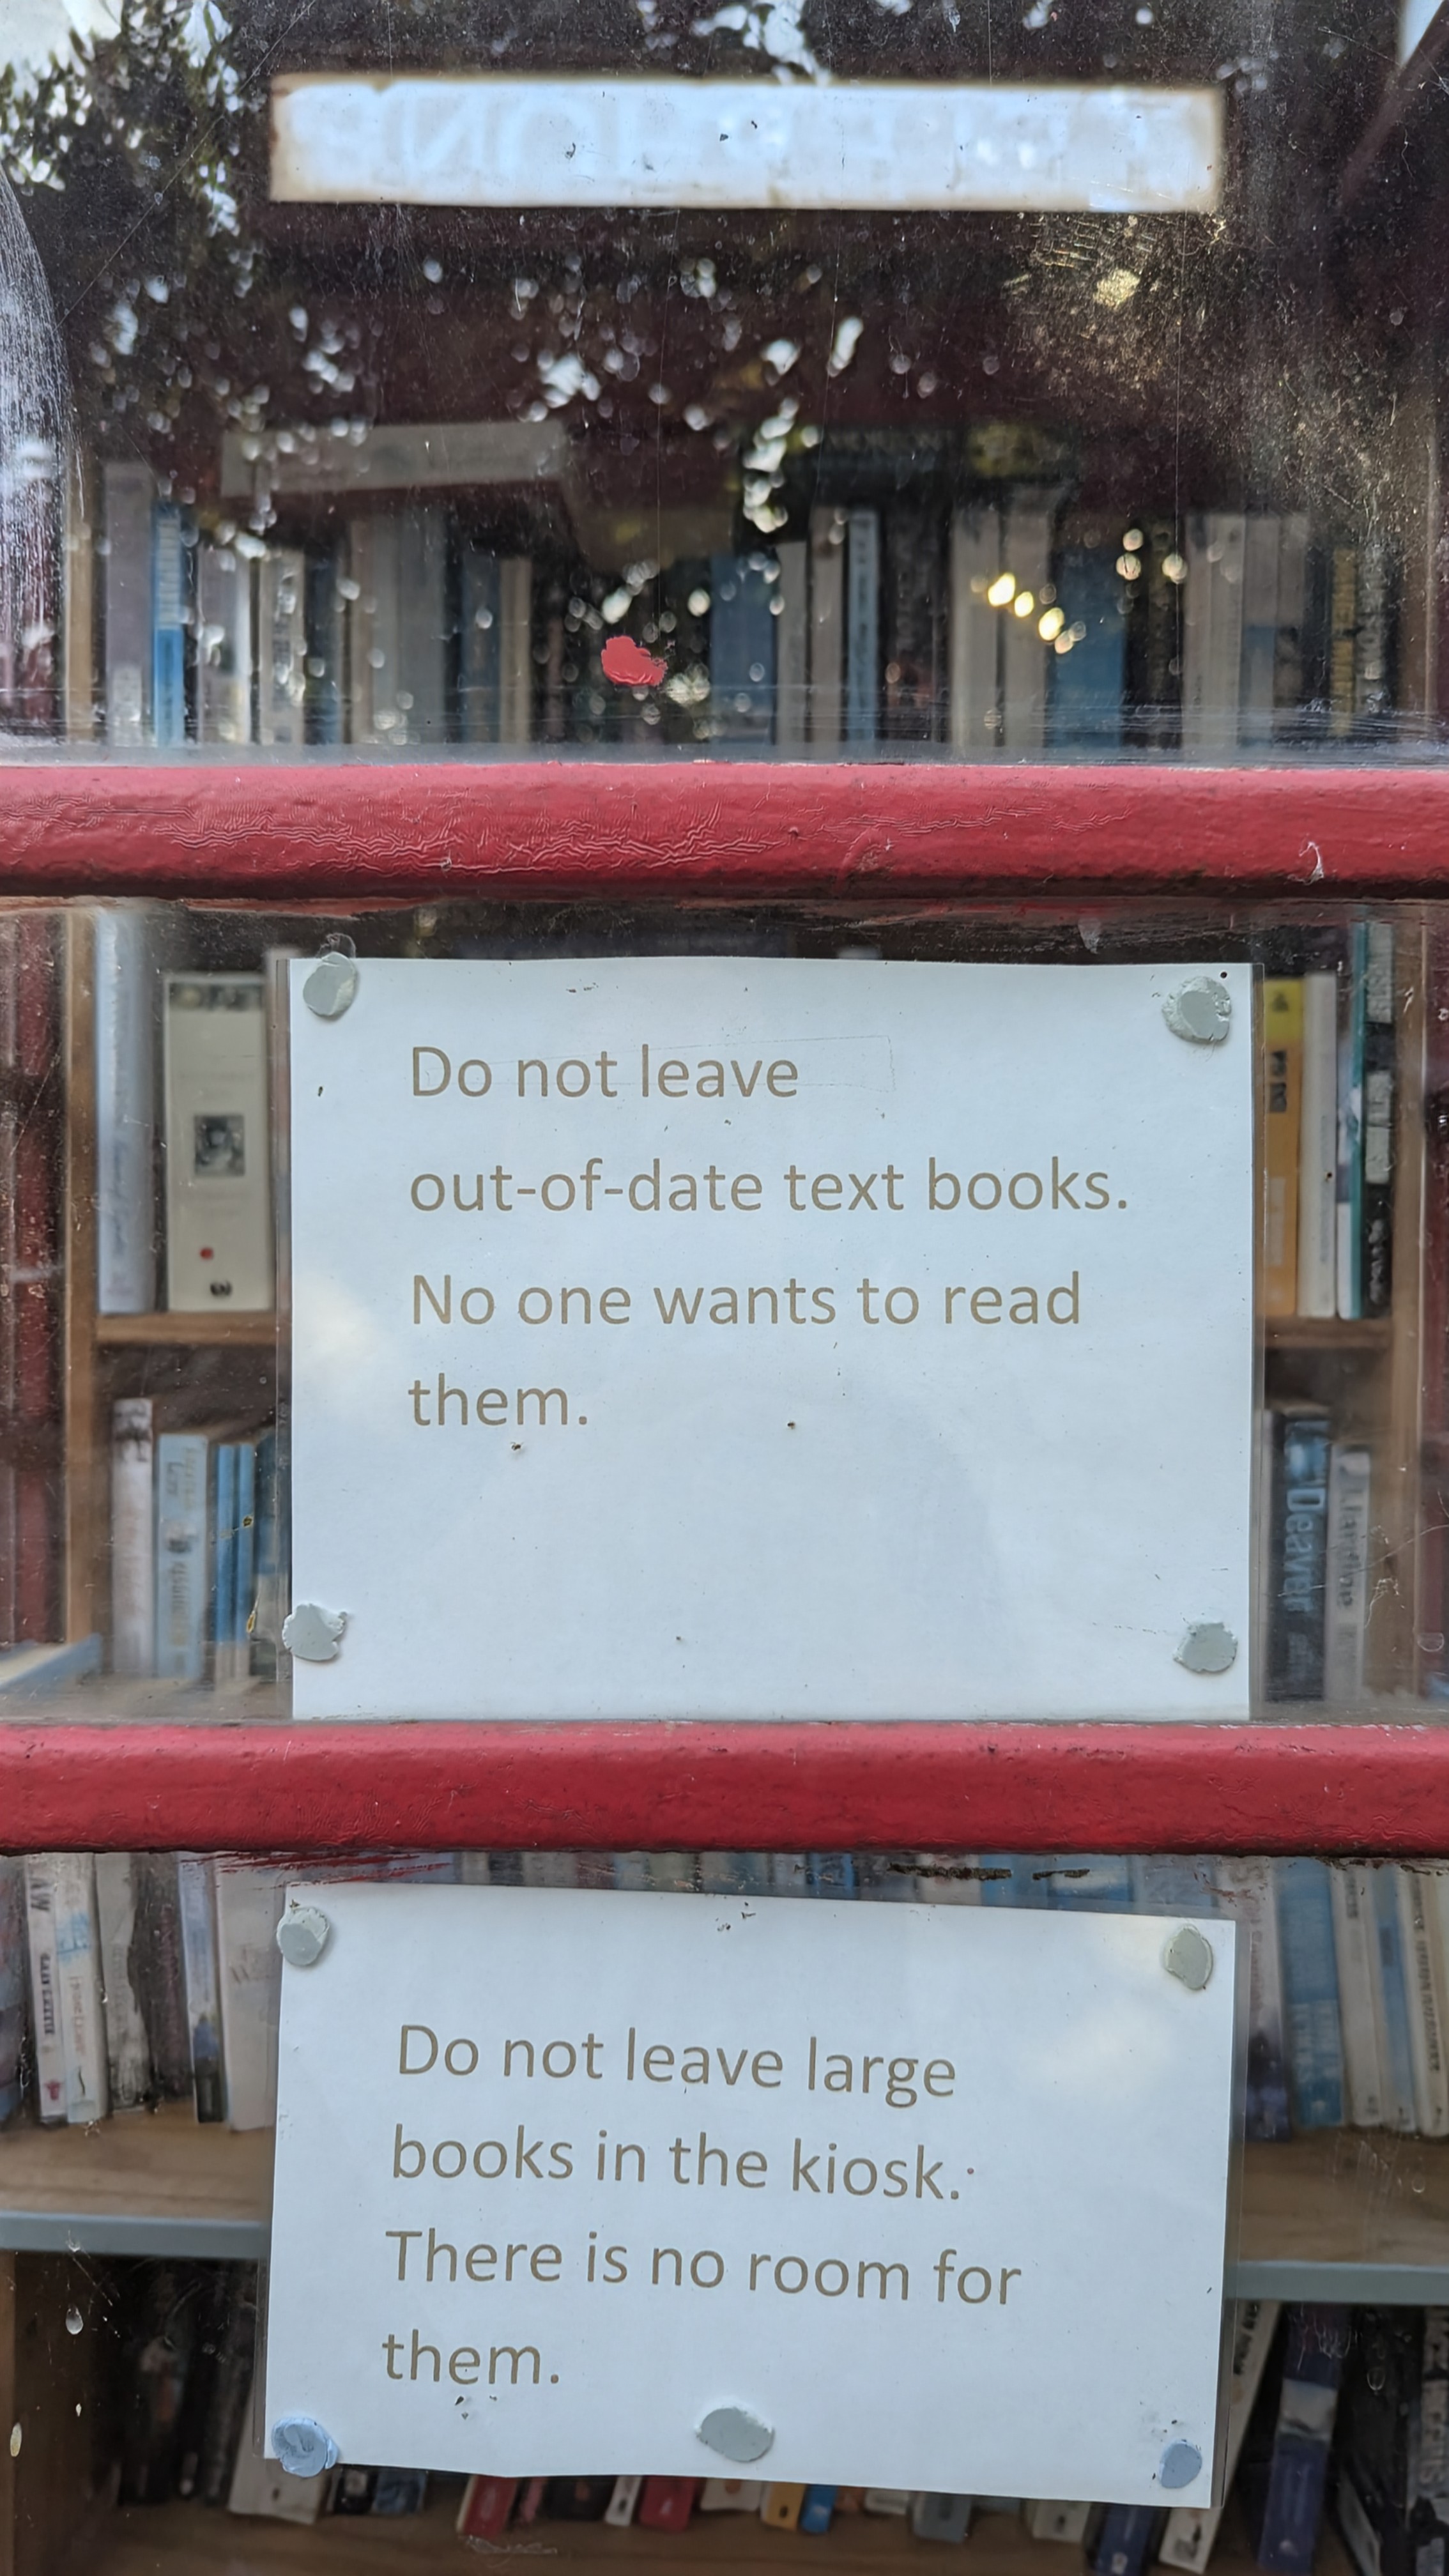 Do not leave
out-of-date text books.
No one wants to read
them.
Deaver
Do not leave large
books in the kiosk.
There is no room for
them.